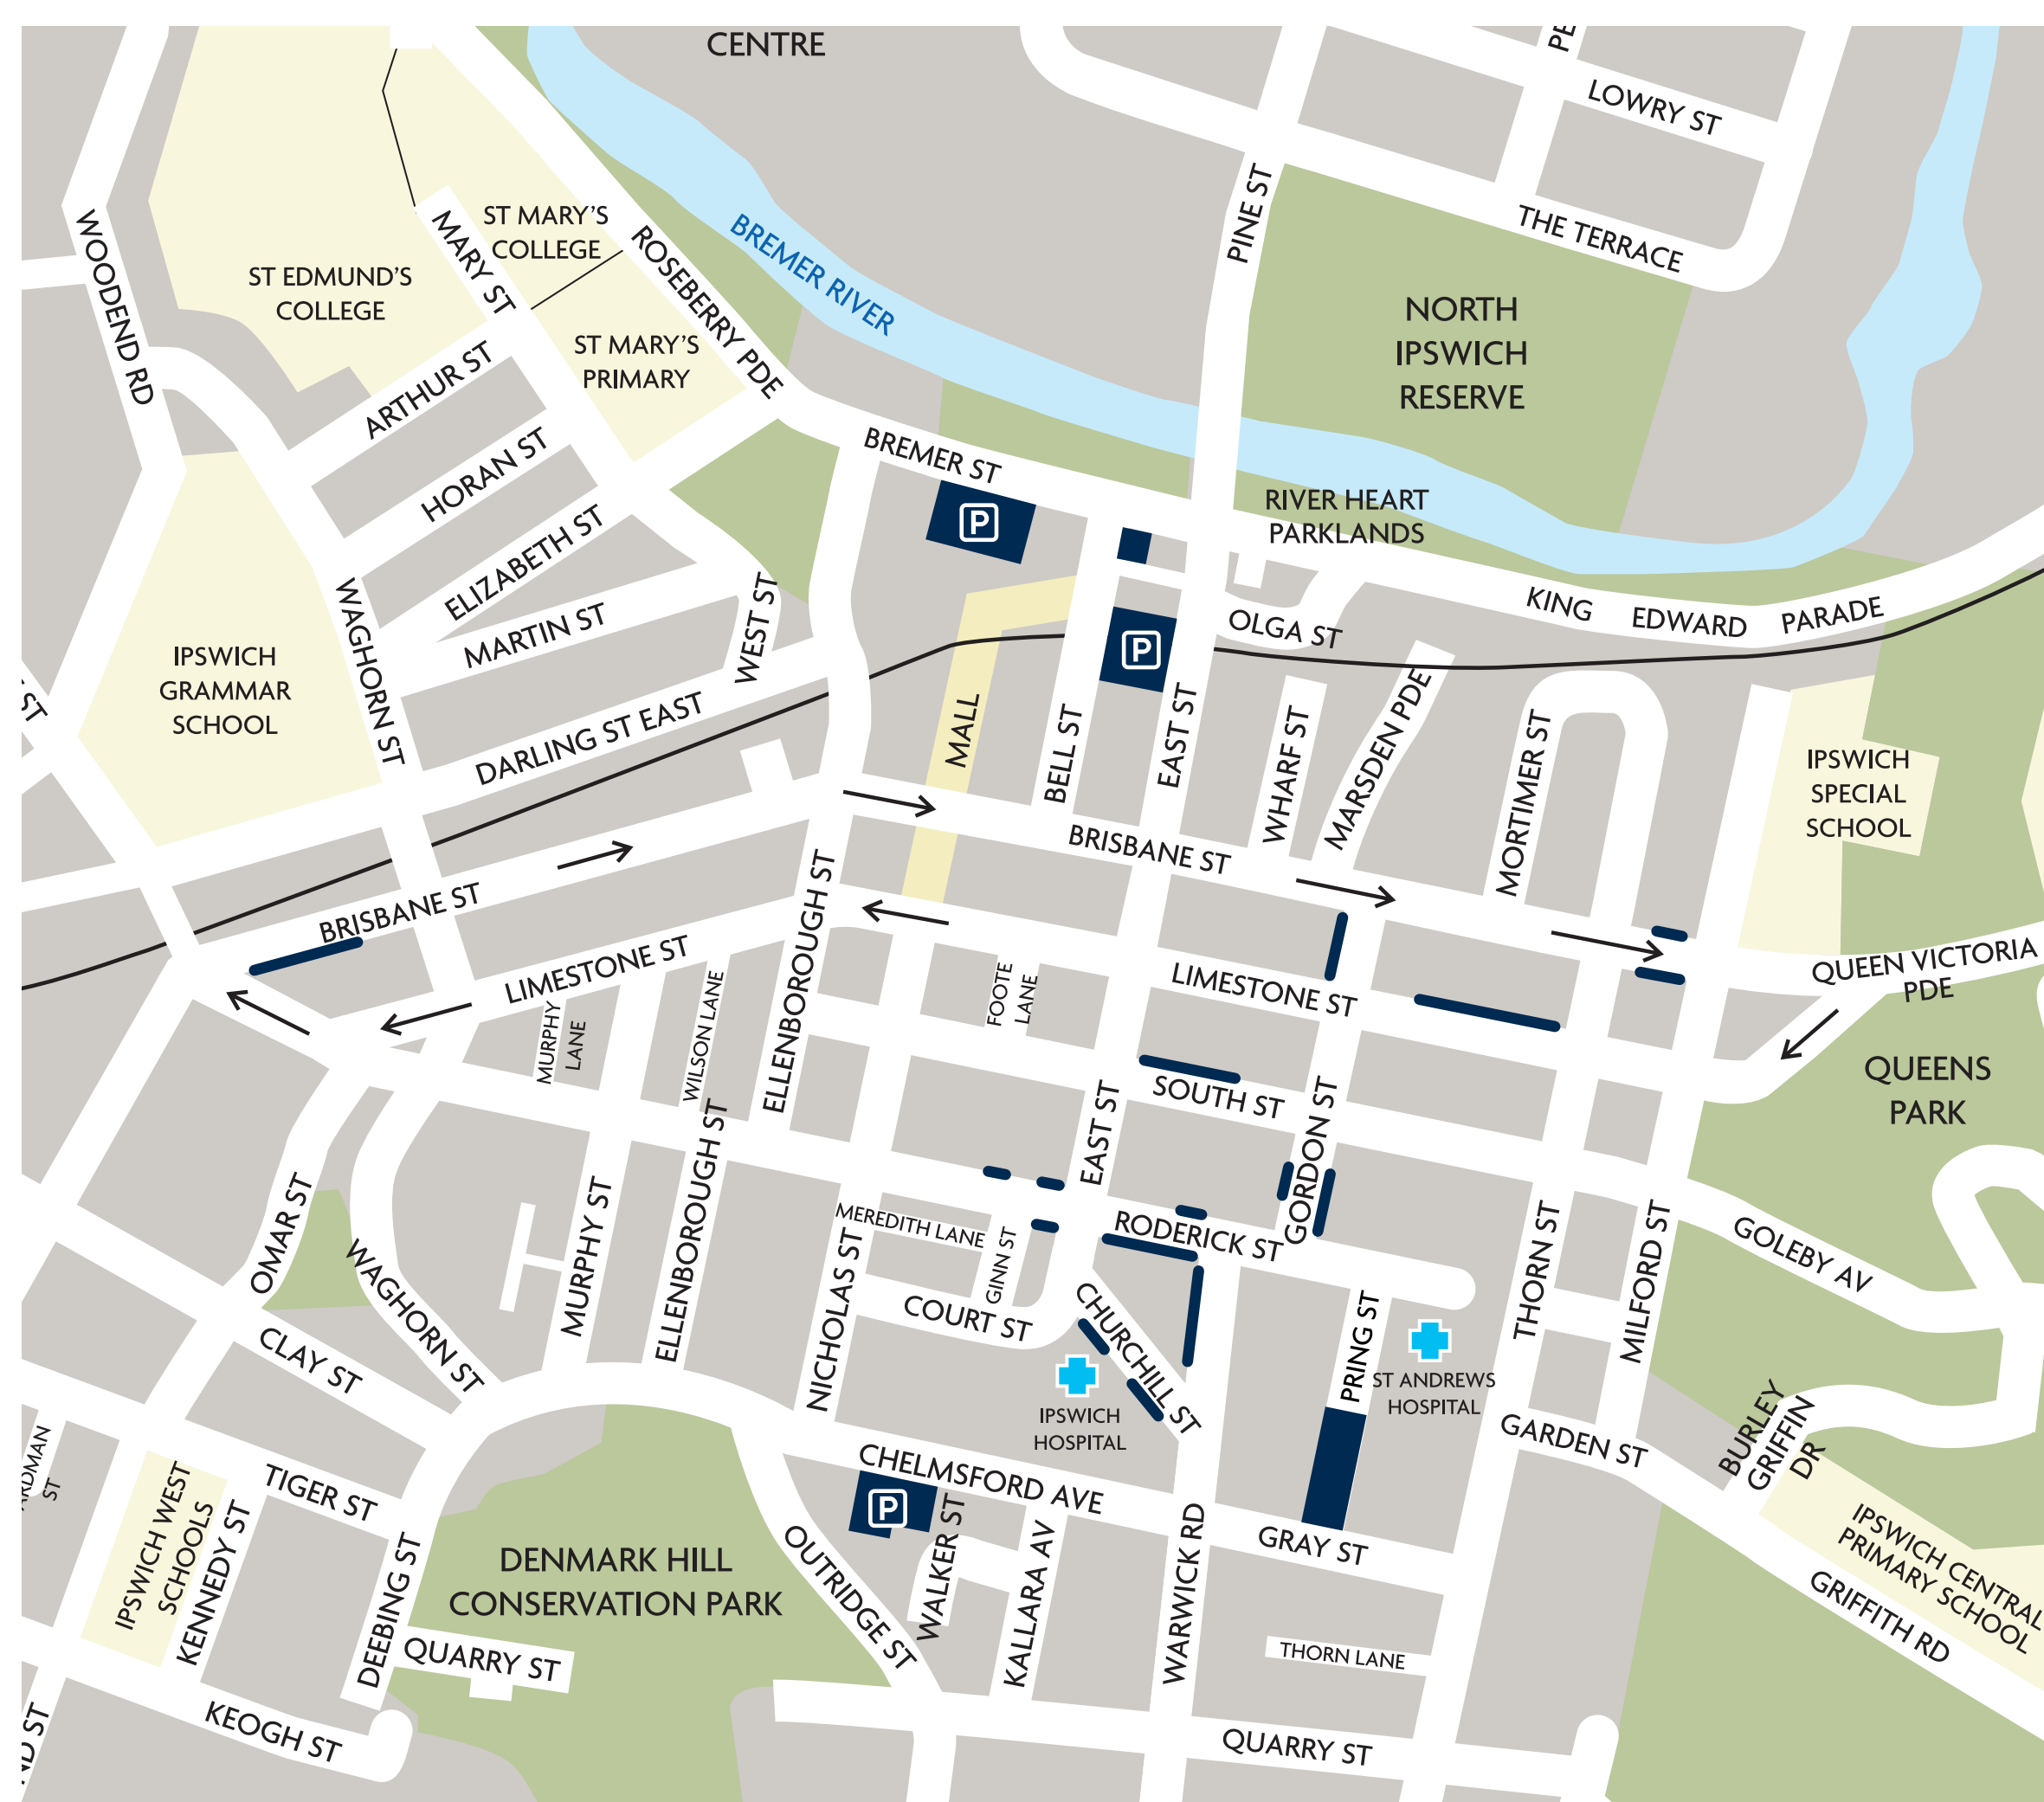 CENTRE
LOWRY ST
THE TERRACE
PINE ST
WOODEND RD
ST MARY'S
COLLEGE
MARY ST
ROSEBERRY PDE
BREMER RIVER
ST EDMUND'S
COLLEGE
ST MARY'S
PRIMARY
NORTH
IPSWICH
RESERVE
ARTHUR ST
HORAN ST
BREMER ST
P
RIVER HEART
PARKLANDS
ELIZABETH ST
WAGHORN ST
MARTIN ST
WEST ST
KING EDWARD PARADE
OLGA ST
P
IPSWICH
GRAMMAR
SCHOOL
ST
DARLING ST EAST
MALL
BELL ST
EAST ST
WHARF ST
MARSDEN PDE
MORTIMER ST
IPSWICH
SPECIAL
SCHOOL
BRISBANE ST
BRISBANE ST
LIMESTONE ST
ELLENBOROUGH ST
FOOTE
LANE
LIMESTONE ST
QUEEN VICTORIA
PDE
MURPHY
LANE
WILSON LANE
QUEENS
PARK
SOUTH ST
EAST ST
GORDON ST
ELLENBOROUGH ST
OMAR ST
WAGHORN ST
MURPHY ST
MEREDITH LANE
GINN ST
NICHOLAS ST
COURT ST
RODERICK ST
CHURCHILL ST
PRING ST
THORN ST
MILFORD ST
GOLEBY AV
CLAY ST
IPSWICH
HOSPITAL
ST ANDREWS
HOSPITAL
GARDEN ST
BURLEY
GRIFFIN
DR
ST
TIGER ST
IPSWICH WEST
SCHOOLS
KENNEDY ST
DEEBING ST
CHELMSFORD AVE
P
WALKER ST
KALLARA AV
WARWICK RD
GRAY ST
IPSWICH CENTRAL
PRIMARY SCHOOL
GRIFFITH RD
DENMARK HILL
CONSERVATION PARK
OUTRIDGE ST
THORN LANE
QUARRY ST
KEOGH ST
ST
QUARRY ST